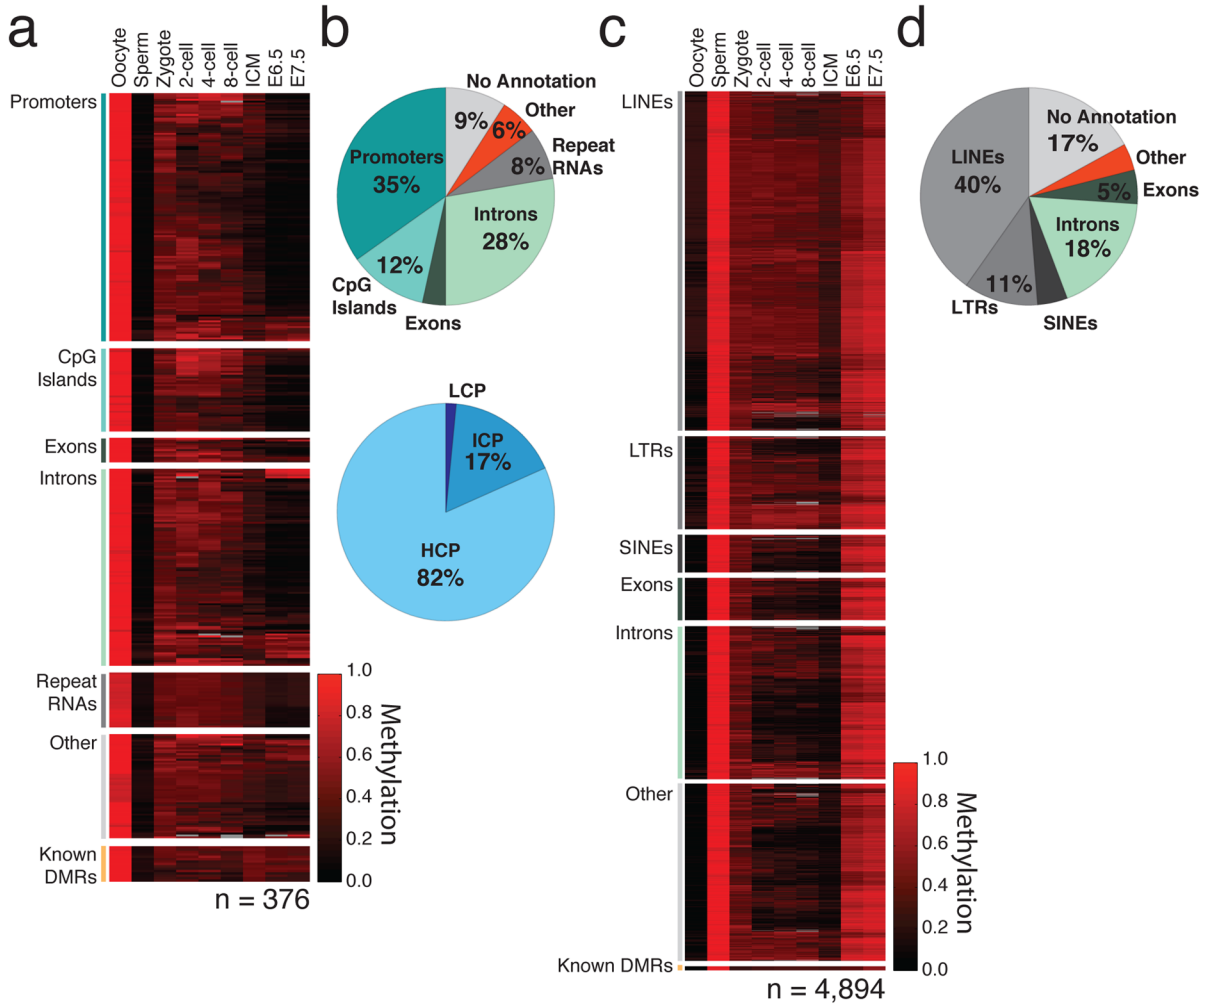 a
Oocyte
Sperm
Zygote
2-cell
4-cell
8-cell
ICM
E6.5
E7.5
Promoters
CpG
Islands
Exons
Introns
Repeat
RNAs
Other
Known
DMRs
n = 376
1.0
0.8
0.6
0.4
0.2
0.0
Methylation
b
No Annotation
9%
Other
6%
Repeat
RNAs
8%
Promoters
35%
Introns
28%
12%
CpG
Islands
Exons
LCP
ICP
17%
HCP
82%
c
Oocyte
Sperm
Zygote
2-cell
4-cell
8-cell
ICM
E6.5
E7.5
LINEs
LTRs
SINEs
Exons
Introns
Other
Known DMRs
n = 4,894
1.0
0.8
0.6
0.4
0.2
0.0
Methylation
d
No Annotation
17%
Other
5%
Exons
LINEs
40%
Introns
18%
11%
LTRs
SINEs